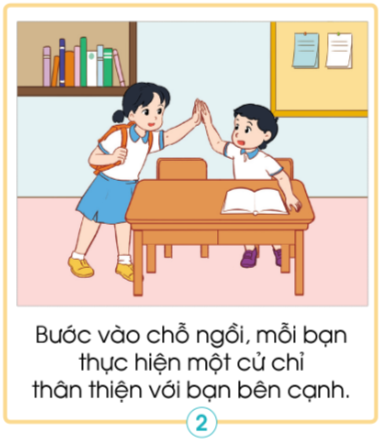 Bước vào chỗ ngồi, mỗi bạn
thực hiện một cử chỉ
thân thiện với bạn bên cạnh.
2